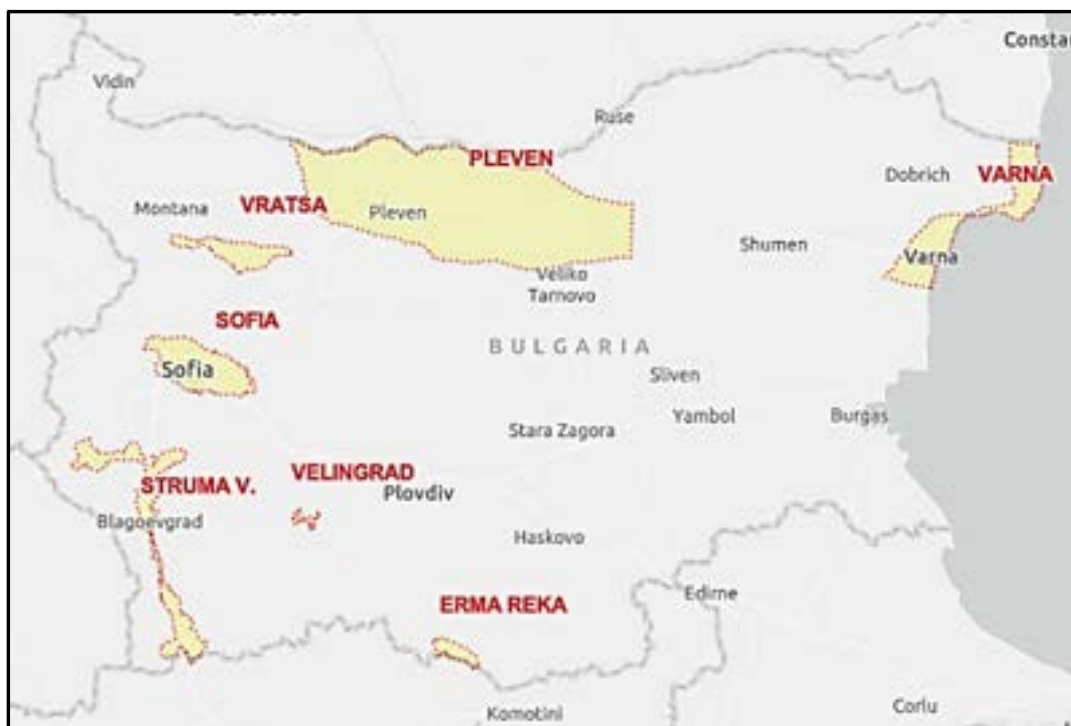 Constan
Vidin
Ruse
PLEVEN
VARNA
Dobrich
VRATSA
Montana
Pleven
Shumen
Varna
Veliko
Tarnovo
SOFIA
BULGARIA
Sofia
Sliven
Yambol
Burgas
Stara Zagora
VELINGRAD
STRUMA V.
Plovdiv
Blagoevgrad
Haskovo
Edirne
ERMA REKA
Komotini
Corlu